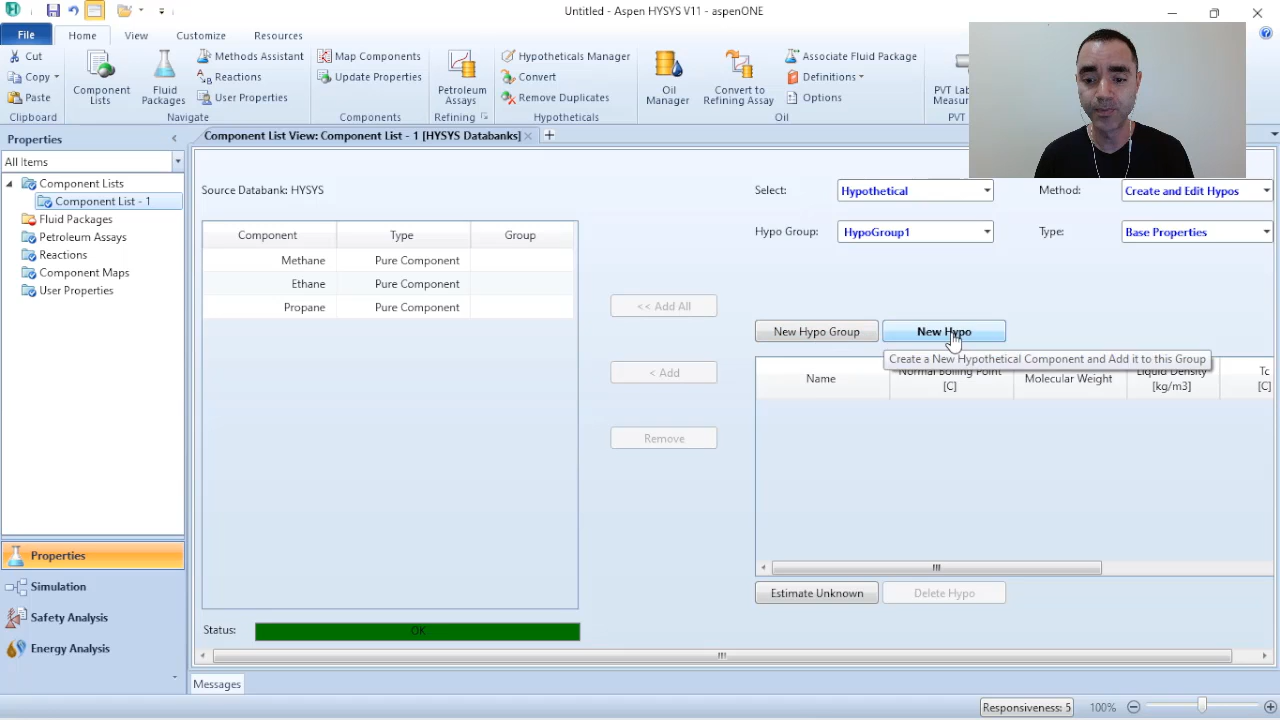 Untitled - Aspen HYSYS V11 - aspenONE
File
Home
View
Customize
Resources
Cut
Copy
Paste
Clipboard
Component Lists
Fluid Packages
Methods Assistant
Reactions
User Properties
Navigate
Map Components
Update Properties
Components
Petroleum Assays
Refining
Hypotheticals Manager
Convert
Remove Duplicates
Hypotheticals
Oil Manager
Convert to Refining Assay
Associate Fluid Package
Definitions
Options
Oil
PVT Lab
PVT
Properties
All Items
Component Lists
Component List - 1
Fluid Packages
Petroleum Assays
Reactions
Component Maps
User Properties
Properties
Simulation
Safety Analysis
Energy Analysis
Component List View: Component List - 1 [HYSYS Databanks]
Source Databank: HYSYS
Component Type Group
Methane Pure Component
Ethane Pure Component
Propane Pure Component
Status: OK
<< Add All
< Add
Remove
Select: Hypothetical Method: Create and Edit Hypos
Hypo Group: HypoGroup1 Type: Base Properties
New Hypo Group New Hypo
Create a New Hypothetical Component and Add it to this Group
Name Normal Boiling Point [C] Molecular Weight Liquid Density [kg/m3] Tc [C]
Estimate Unknown Delete Hypo
Messages
Responsiveness: 5 100%